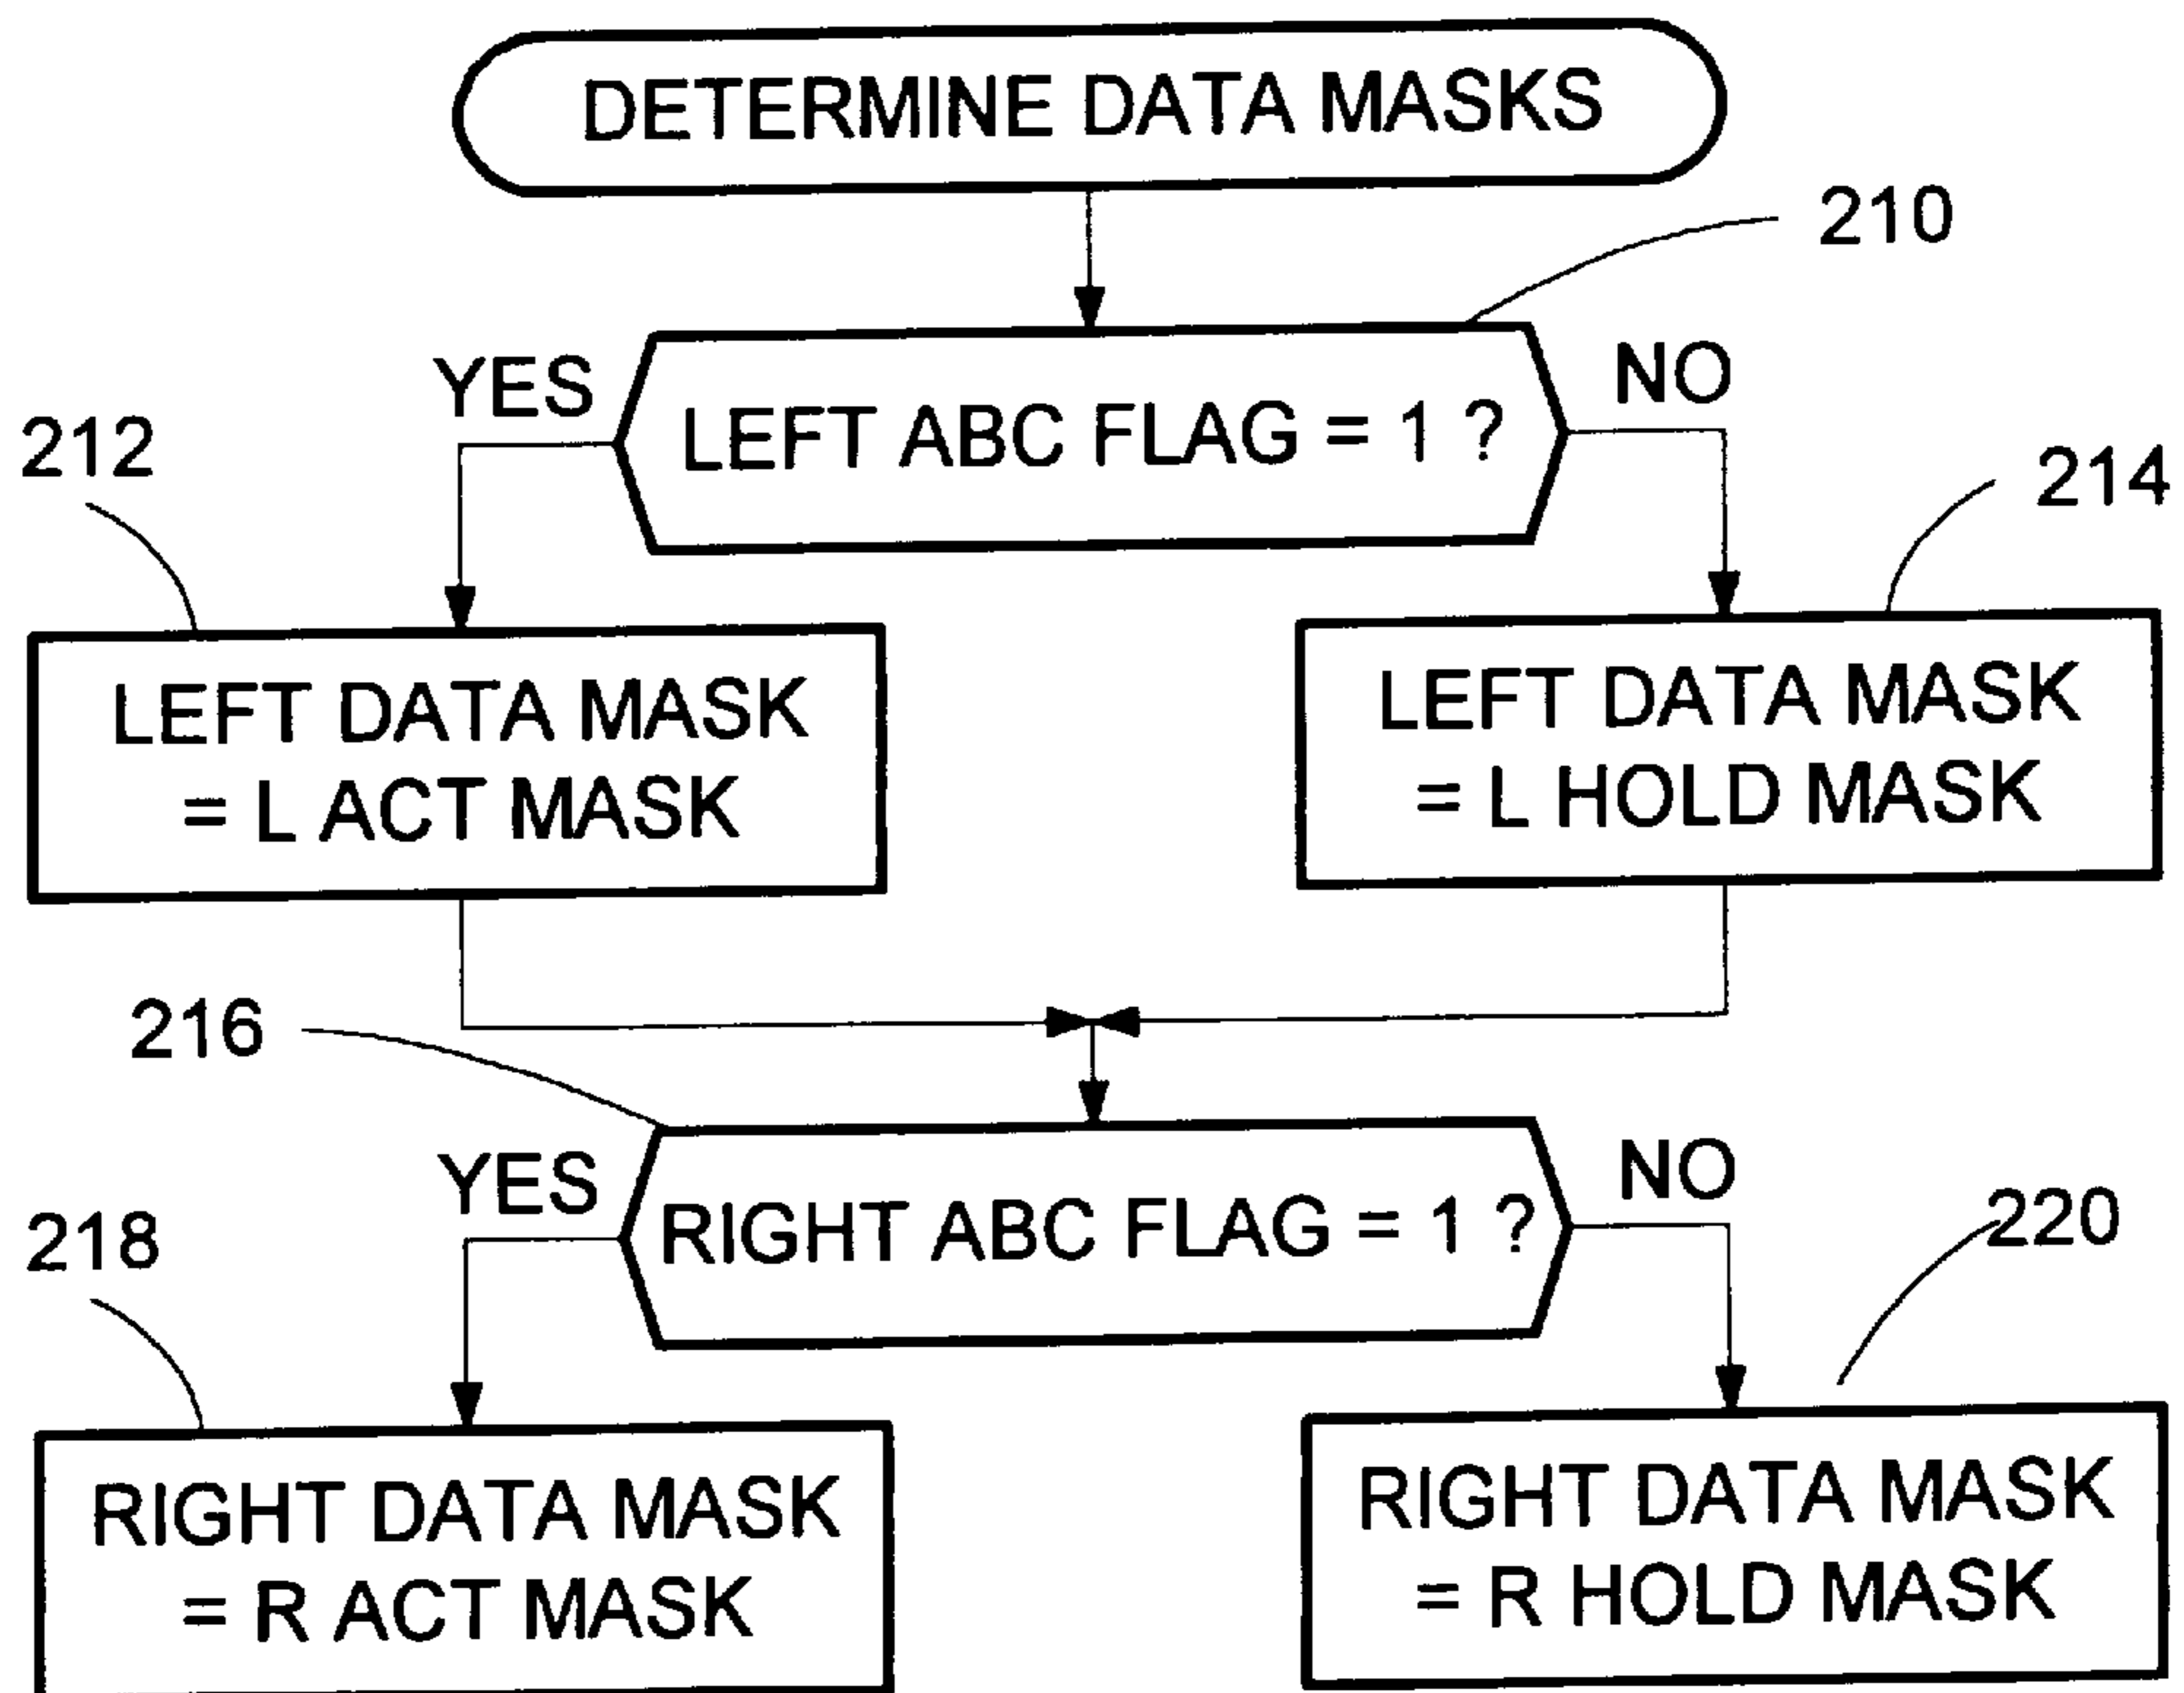 DETERMINE DATA MASKS
210
YES
LEFT ABC FLAG = 1 ?
NO
212
214
LEFT DATA MASK
= L ACT MASK
LEFT DATA MASK
= L HOLD MASK
216
YES
RIGHT ABC FLAG = 1 ?
NO
218
220
RIGHT DATA MASK
= R ACT MASK
RIGHT DATA MASK
= R HOLD MASK